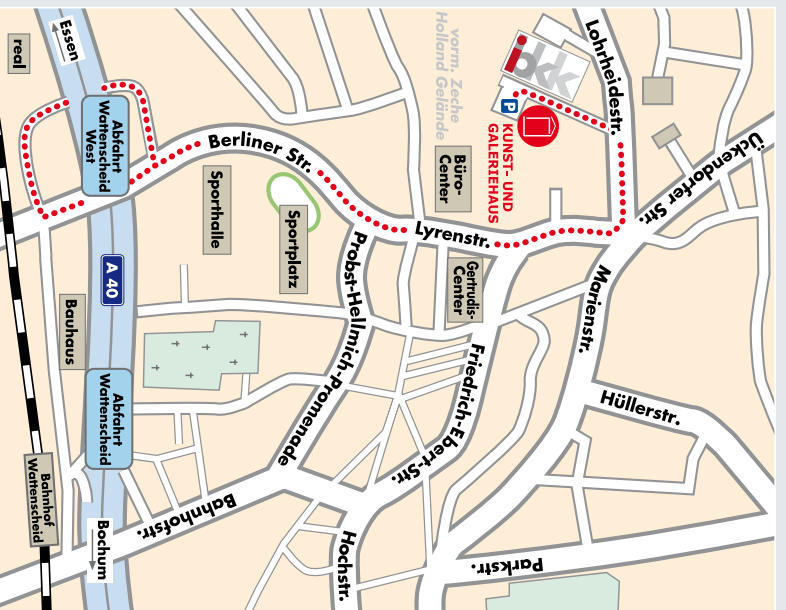 Essen
real
Abfahrt
Wattenscheid
West
Berliner Str.
Sporthalle
Sportplatz
vorm. Zeche
Holland Gelände
Büro-
Center
Lyrenstr.
Gertrudis-
Center
ikk
P
KUNST- UND
GALERIEHAUS
Lohrheidestr.
Ückendorfer Str.
Marienstr.
Hüllerstr.
A 40
Bauhaus
Abfahrt
Wattenscheid
Probst-Hellmich-Promenade
Friedrich-Ebert-Str.
Bahnhof
Wattenscheid
Bochum
Bahnhofstr.
Hochstr.
Parkstr.